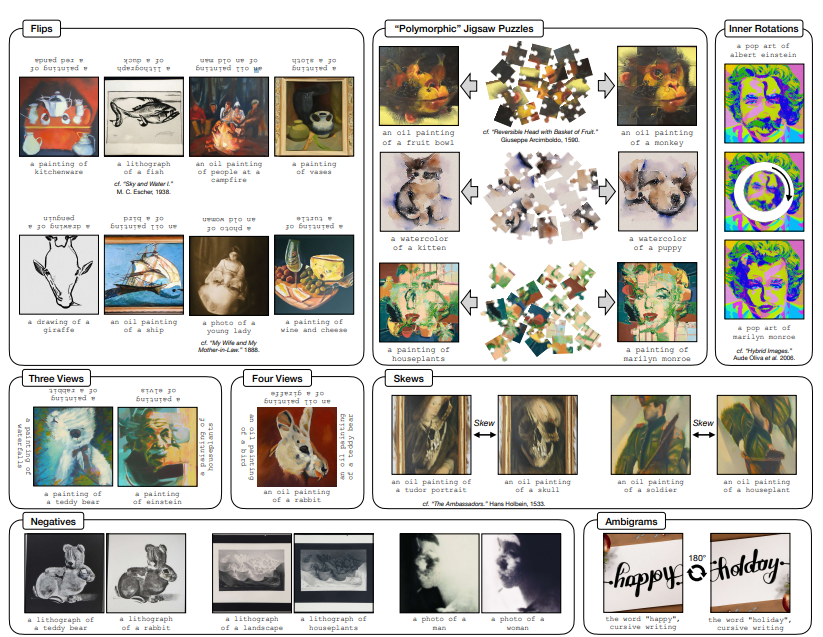 Flips
a painting
of a red panda
a lithograph
of a duck
an oil painting
of an old man
a painting
of a sloth
a painting of
kitchenware
a lithograph
of a fish
cf. "Sky and Water I."
M. C. Escher, 1938.
an oil painting
of people at a
campfire
a painting
of vases
a drawing of a
penguin
an oil painting
of a bird
a photo of
an old woman
a painting of
a turtle
a drawing of a
giraffe
an oil painting
of a ship
a photo of a
young lady
cf. "My Wife and My
Mother-in-Law." 1888.
a painting of
wine and cheese
"Polymorphic" Jigsaw Puzzles
an oil painting
of a fruit bowl
cf. "Reversible Head with Basket of Fruit."
Giuseppe Arcimboldo, 1590.
an oil painting
of a monkey
a watercolor
of a kitten
a watercolor
of a puppy
a painting of
houseplants
a painting of
marilyn monroe
Inner Rotations
a pop art of
albert einstein
a pop art of
marilyn monroe
cf. "Hybrid Images."
Aude Oliva et al. 2006.
Three Views
a painting
of rabbit
a painting of
waterfalls
a painting of
a teddy bear
a painting
of elvis
a painting of
houseplants
a painting
of einstein
Four Views
an oil painting
of a giraffe
an oil painting
of a bird
an oil painting
of a teddy bear
an oil painting
of a rabbit
Skews
Skew
an oil painting of
a tudor portrait
an oil painting
of a skull
cf. "The Ambassadors." Hans Holbein, 1533.
Skew
an oil painting
of a soldier
an oil painting
of a houseplant
Negatives
a lithograph of
a teddy bear
a lithograph
of a rabbit
a lithograph
of a landscape
a lithograph of
houseplants
a photo of a
man
a photo of a
woman
Ambigrams
happy
180°
holiday
the word "happy",
cursive writing
the word "holiday",
cursive writing